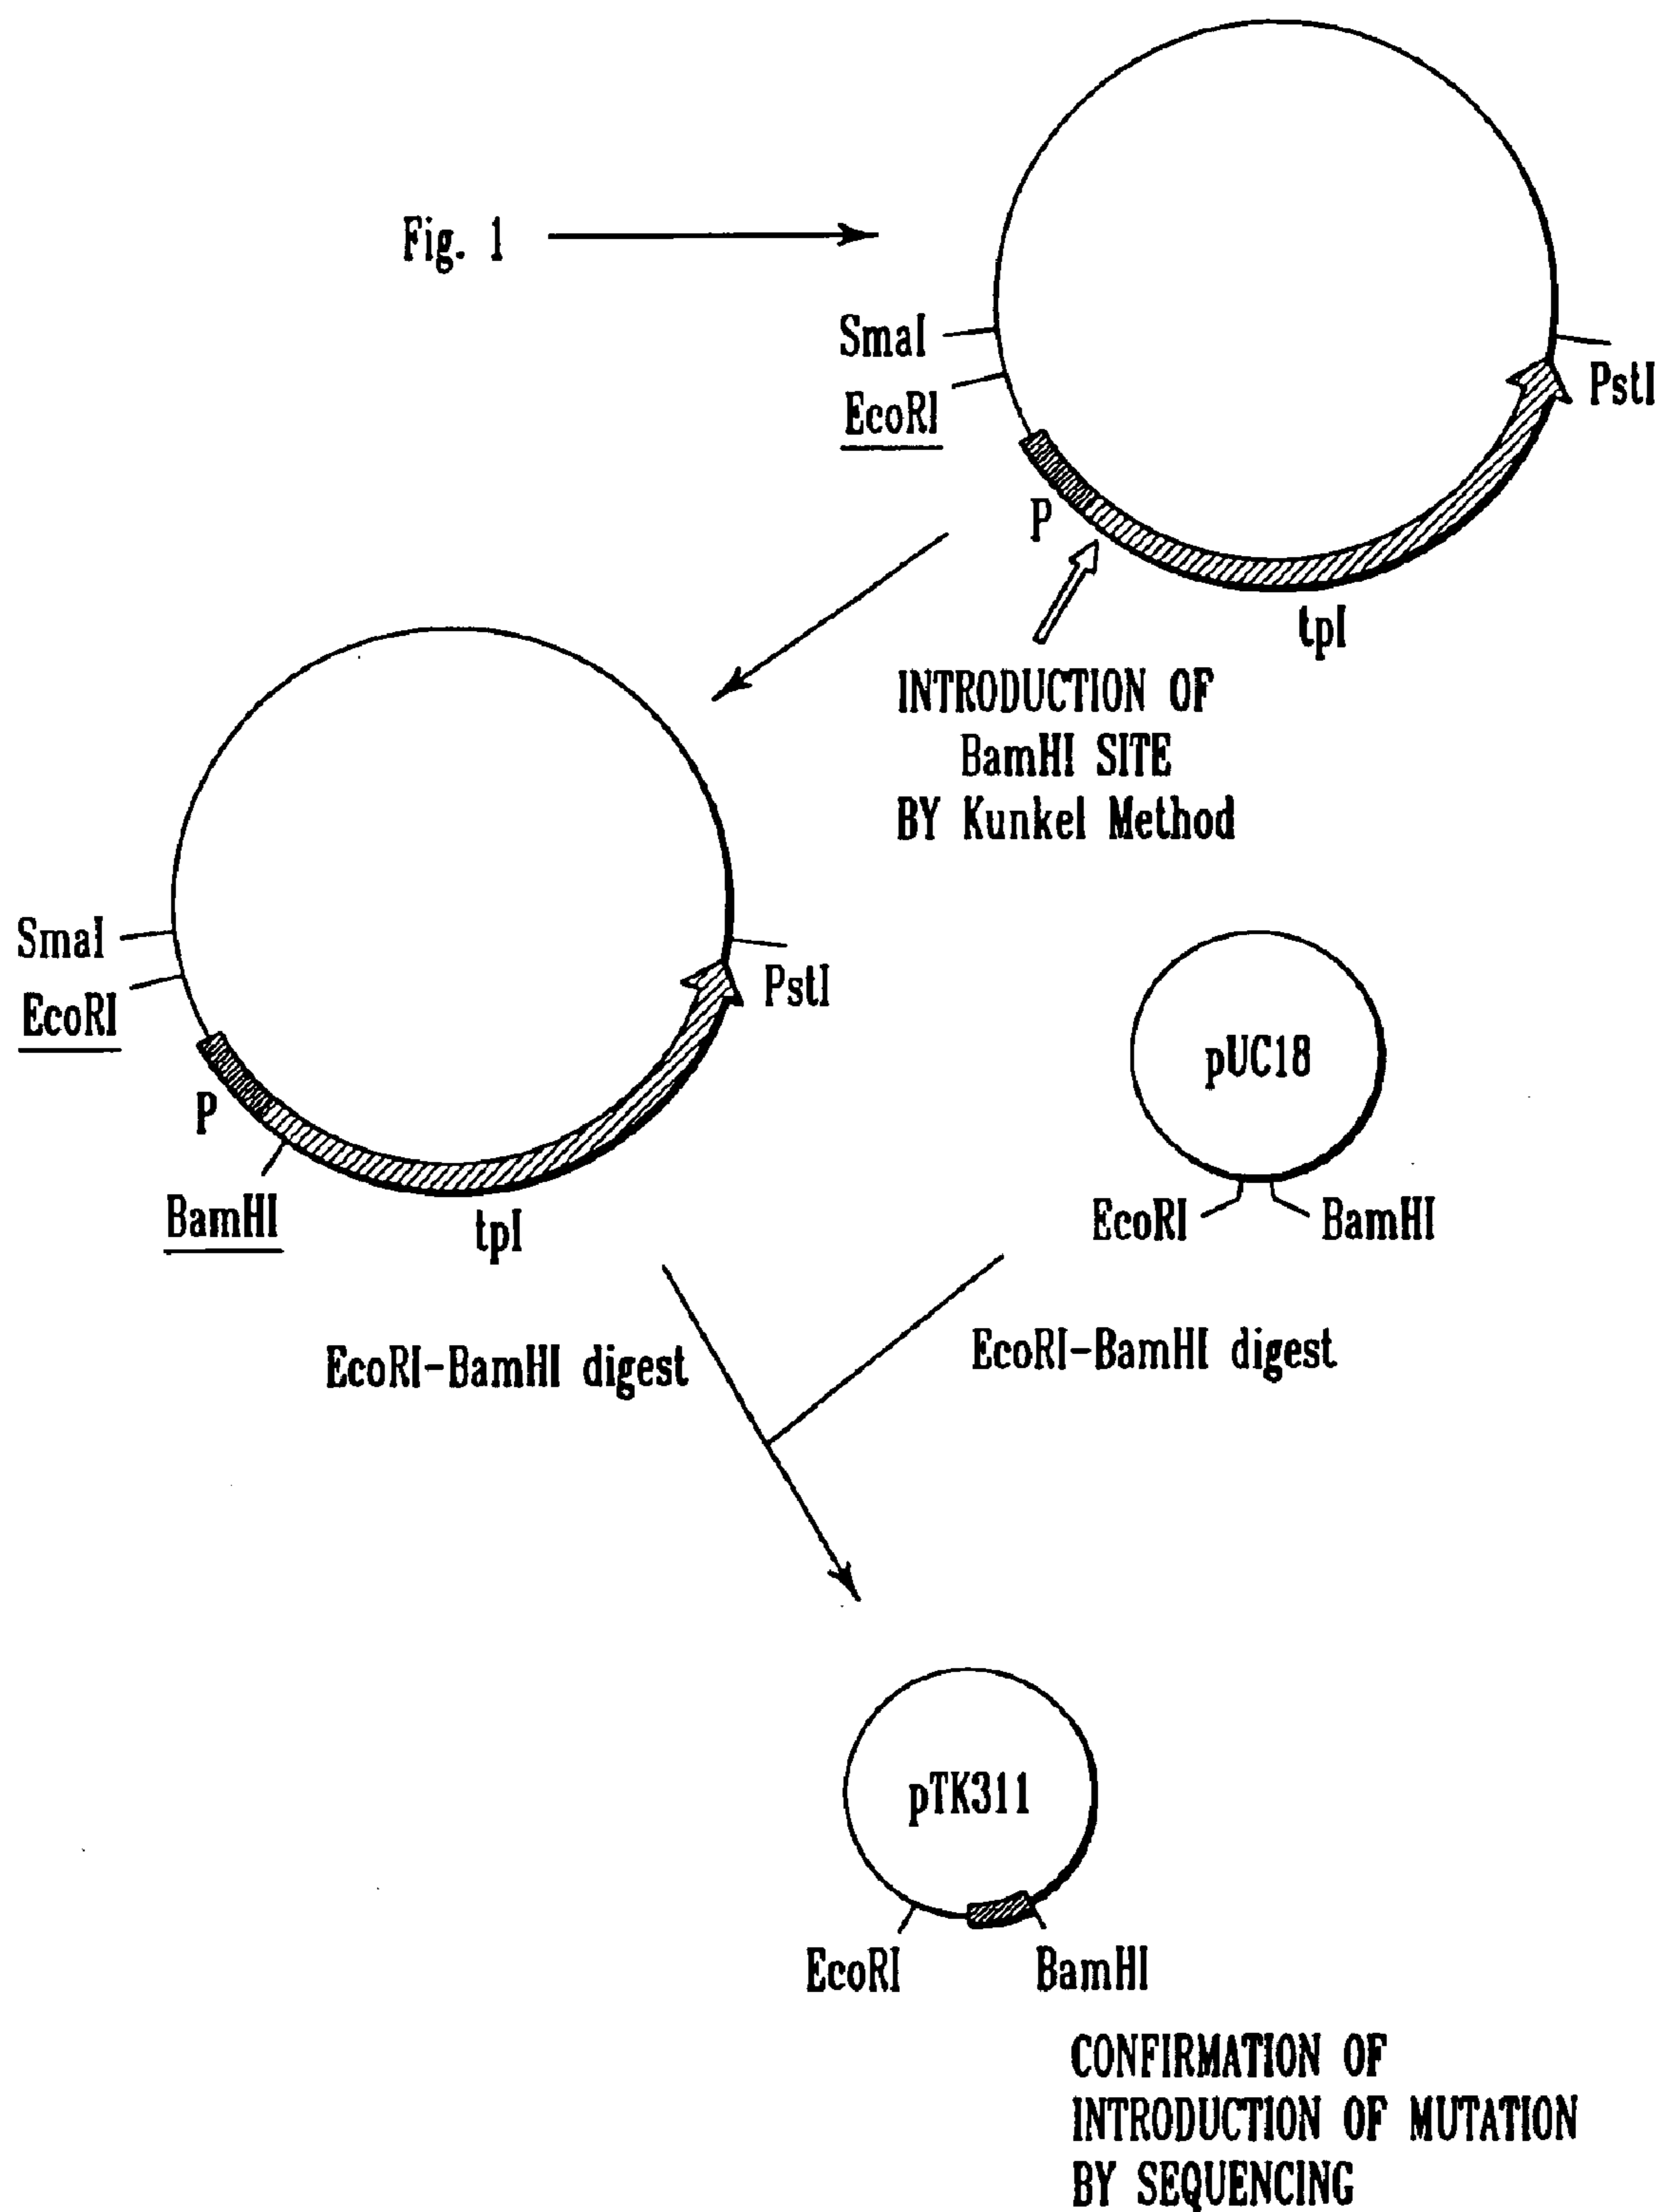 Fig. 1
SmaI
EcoRI
PstI
P
tpI
INTRODUCTION OF
BamHI SITE
BY Kunkel Method
SmaI
EcoRI
PstI
P
BamHI
tpI
pUC18
EcoRI
BamHI
EcoRI-BamHI digest
EcoRI-BamHI digest
pTK311
EcoRI
BamHI
CONFIRMATION OF
INTRODUCTION OF MUTATION
BY SEQUENCING